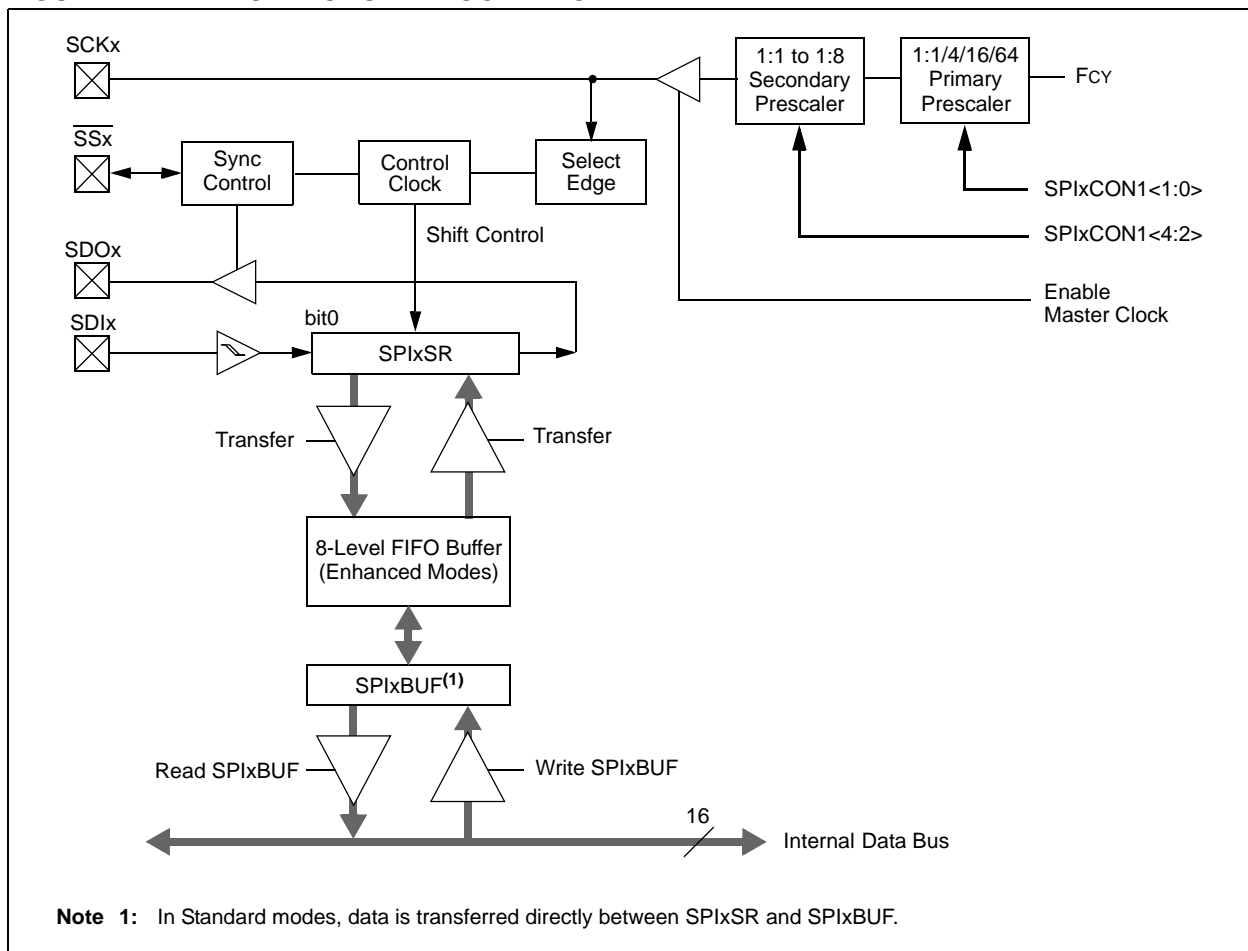 SCKx
1:1 to 1:8
Secondary
Prescaler
1:1/4/16/64
Primary
Prescaler
FCY
SSx
Sync
Control
Control
Clock
Select
Edge
SPIxCON1<1:0>
SPIxCON1<4:2>
Shift Control
SDOx
Enable
Master Clock
SDIx
bit0
SPIxSR
Transfer
Transfer
8-Level FIFO Buffer
(Enhanced Modes)
SPIxBUF(1)
Read SPIxBUF
Write SPIxBUF
16
Internal Data Bus
Note 1: In Standard modes, data is transferred directly between SPIxSR and SPIxBUF.